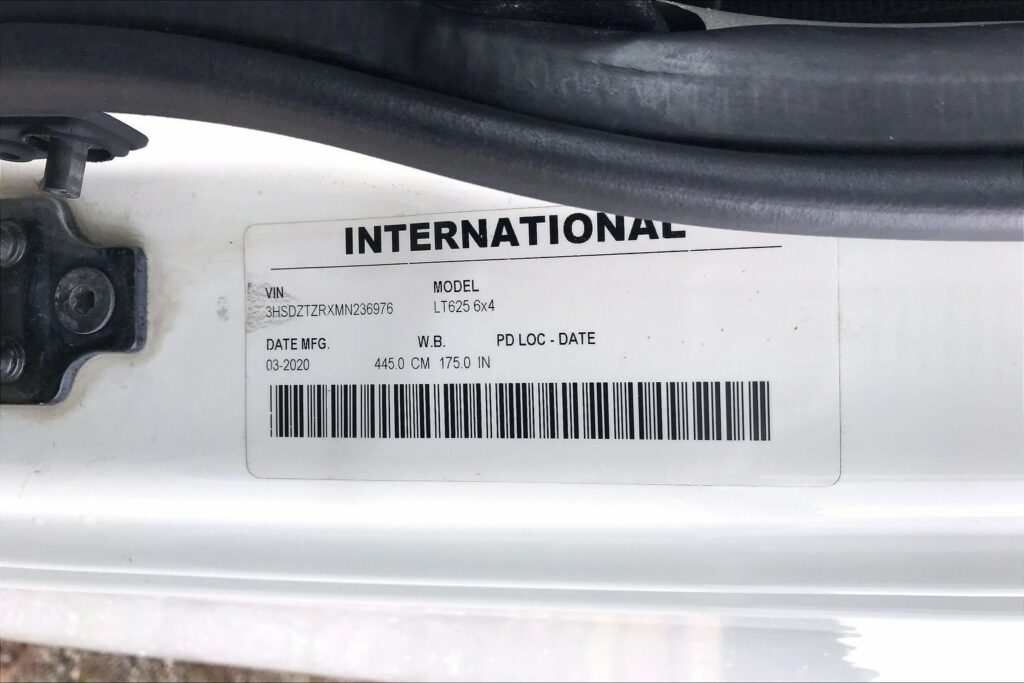 INTERNATIONAL
VIN MODEL
3HSDZTZRXMN236976 LT625 6x4
DATE MFG. W.B. PD LOC - DATE
03-2020 445.0 CM 175.0 IN